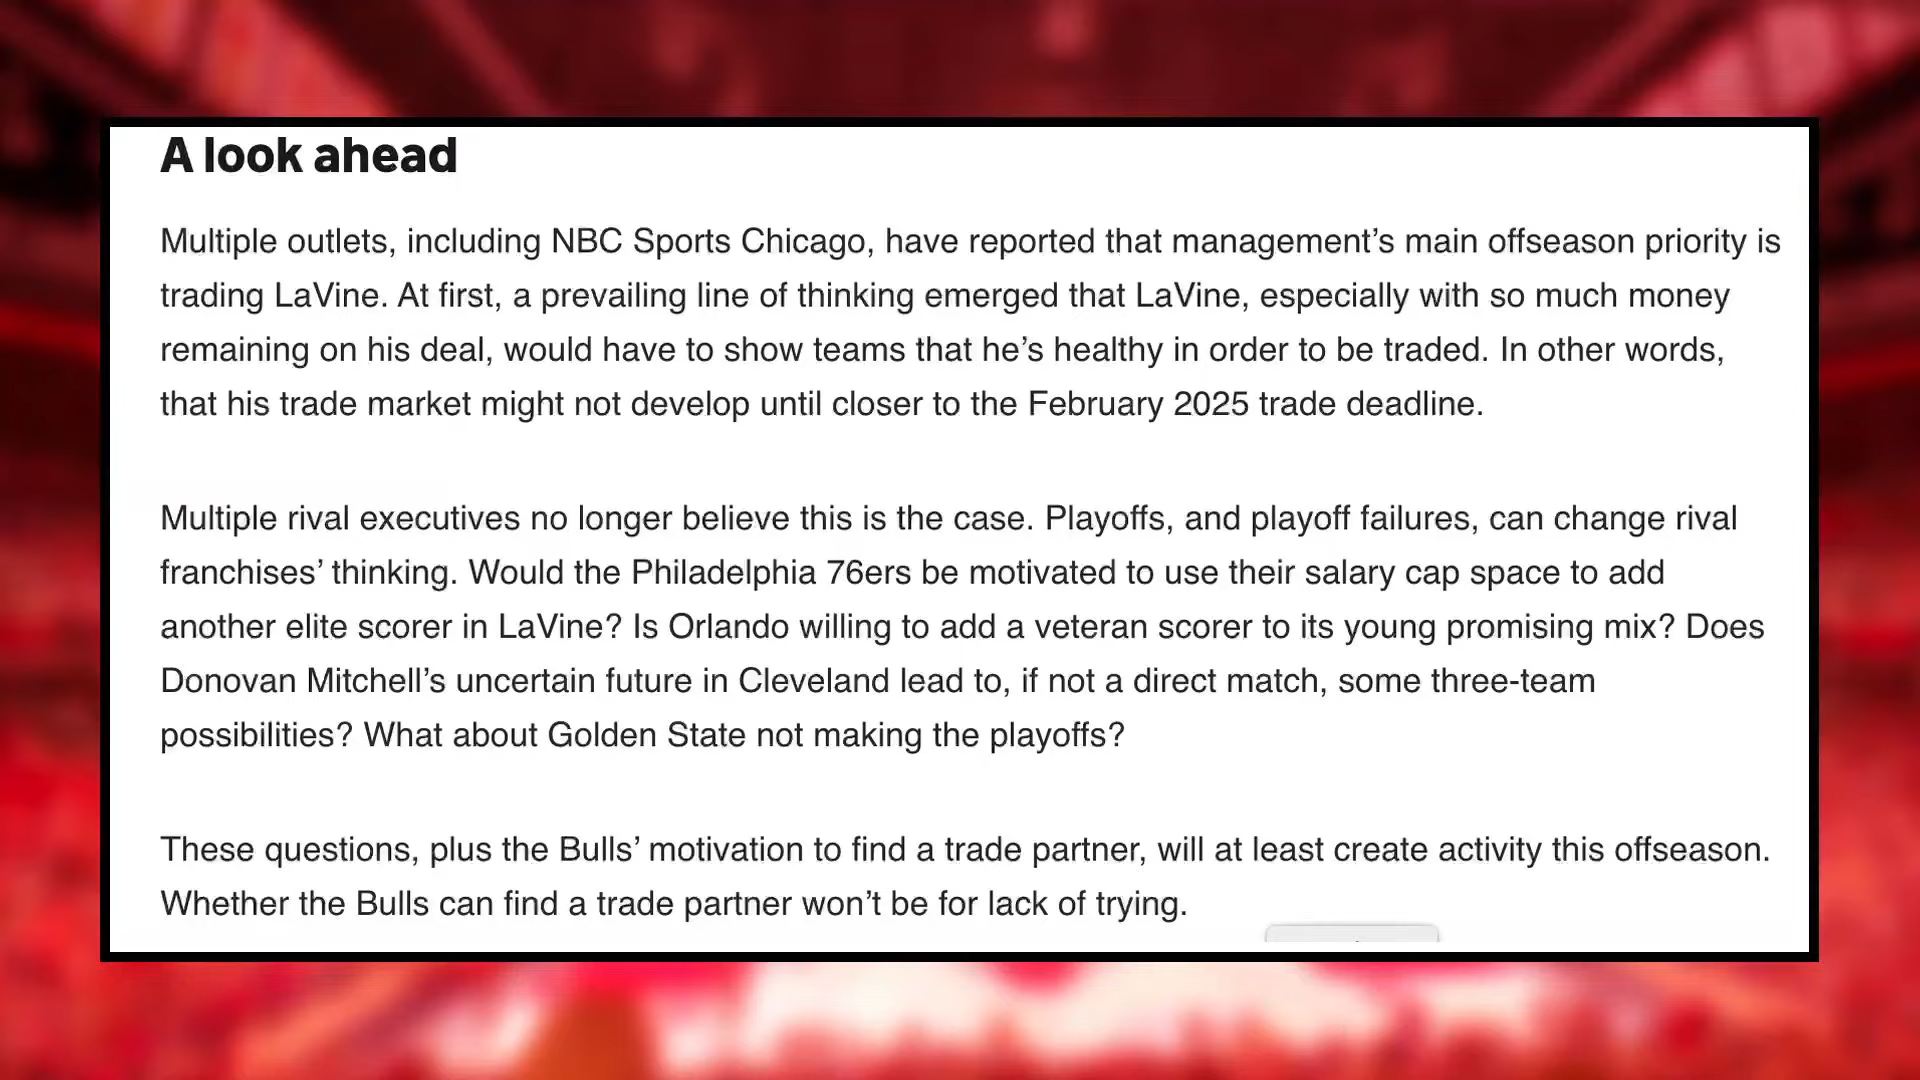 A look ahead
Multiple outlets, including NBC Sports Chicago, have reported that management’s main offseason priority is
trading LaVine. At first, a prevailing line of thinking emerged that LaVine, especially with so much money
remaining on his deal, would have to show teams that he’s healthy in order to be traded. In other words,
that his trade market might not develop until closer to the February 2025 trade deadline.
Multiple rival executives no longer believe this is the case. Playoffs, and playoff failures, can change rival
franchises’ thinking. Would the Philadelphia 76ers be motivated to use their salary cap space to add
another elite scorer in LaVine? Is Orlando willing to add a veteran scorer to its young promising mix? Does
Donovan Mitchell’s uncertain future in Cleveland lead to, if not a direct match, some three-team
possibilities? What about Golden State not making the playoffs?
These questions, plus the Bulls’ motivation to find a trade partner, will at least create activity this offseason.
Whether the Bulls can find a trade partner won’t be for lack of trying.